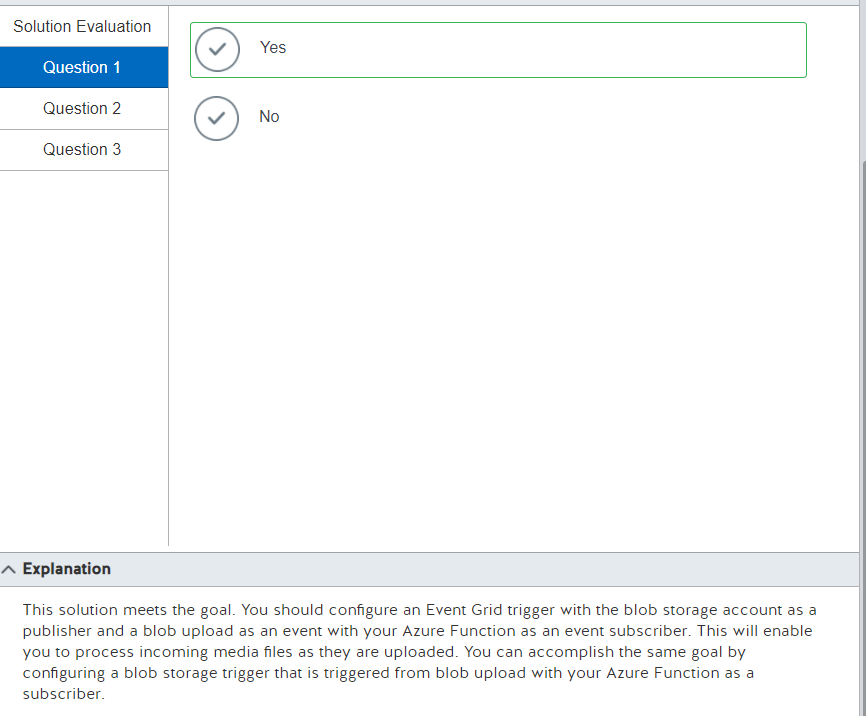 Solution Evaluation
Question 1
Question 2
Question 3
Yes
No
Explanation
This solution meets the goal. You should configure an Event Grid trigger with the blob storage account as a
publisher and a blob upload as an event with your Azure Function as an event subscriber. This will enable
you to process incoming media files as they are uploaded. You can accomplish the same goal by
configuring a blob storage trigger that is triggered from blob upload with your Azure Function as a
subscriber.